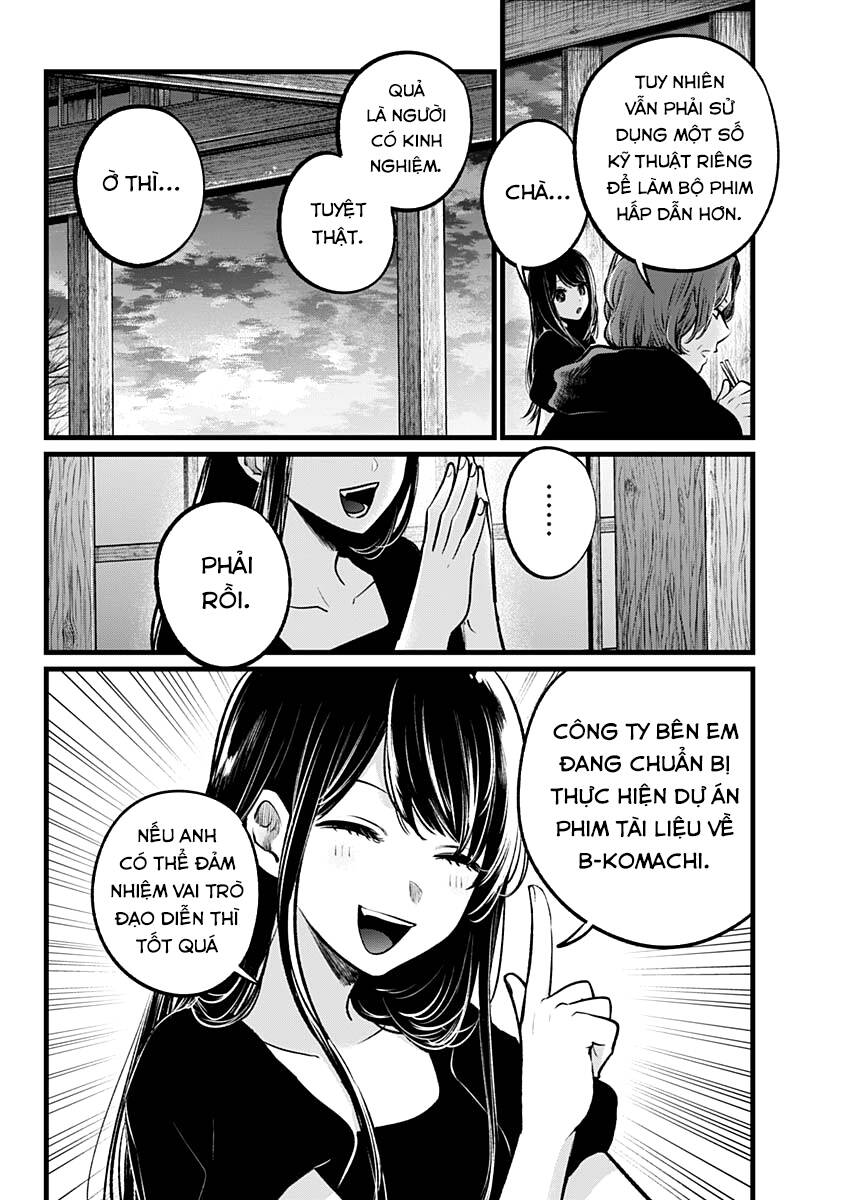 TUY NHIÊN
VẪN PHẢI SỬ
DỤNG MỘT SỐ
KỸ THUẬT RIÊNG
ĐỂ LÀM BỘ PHIM
HẤP DẪN HƠN.
CHÀ...
QUẢ
LÀ NGƯỜI
CÓ KINH
NGHIỆM.
TUYỆT
THẬT.
Ờ THÌ...
......
PHẢI
RỒI.
CÔNG TY BÊN EM
ĐANG CHUẨN BỊ
THỰC HIỆN DỰ ÁN
PHIM TÀI LIỆU VỀ
B-KOMACHI.
NẾU ANH
CÓ THỂ ĐẢM
NHIỆM VAI TRÒ
ĐẠO DIỄN THÌ
TỐT QUÁ